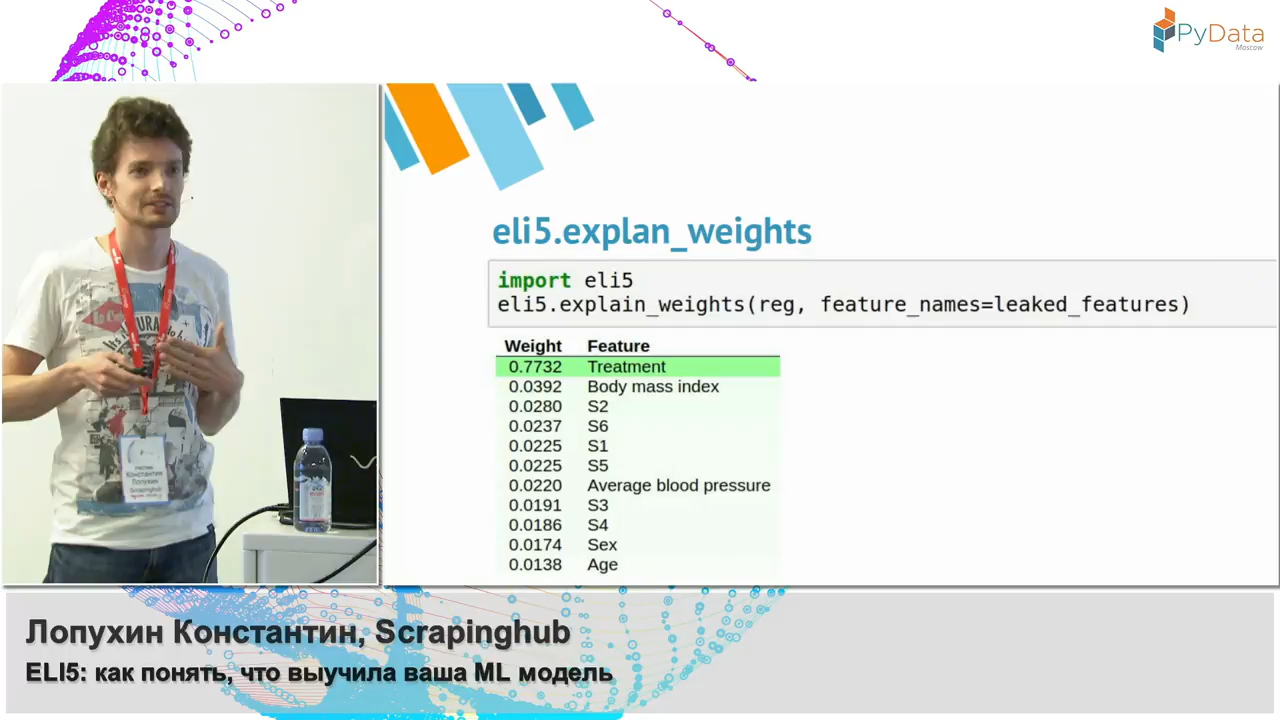 PyData
Moscow
eli5.explan_weights
import eli5
eli5.explain_weights(reg, feature_names=leaked_features)
Weight Feature
0.7732 Treatment
0.0392 Body mass index
0.0280 S2
0.0237 S6
0.0225 S1
0.0225 S5
0.0220 Average blood pressure
0.0191 S3
0.0186 S4
0.0174 Sex
0.0138 Age
Константин
Лопухин
Scrapinghub
Лопухин Константин, Scrapinghub
ELI5: как понять, что выучила ваша ML модель